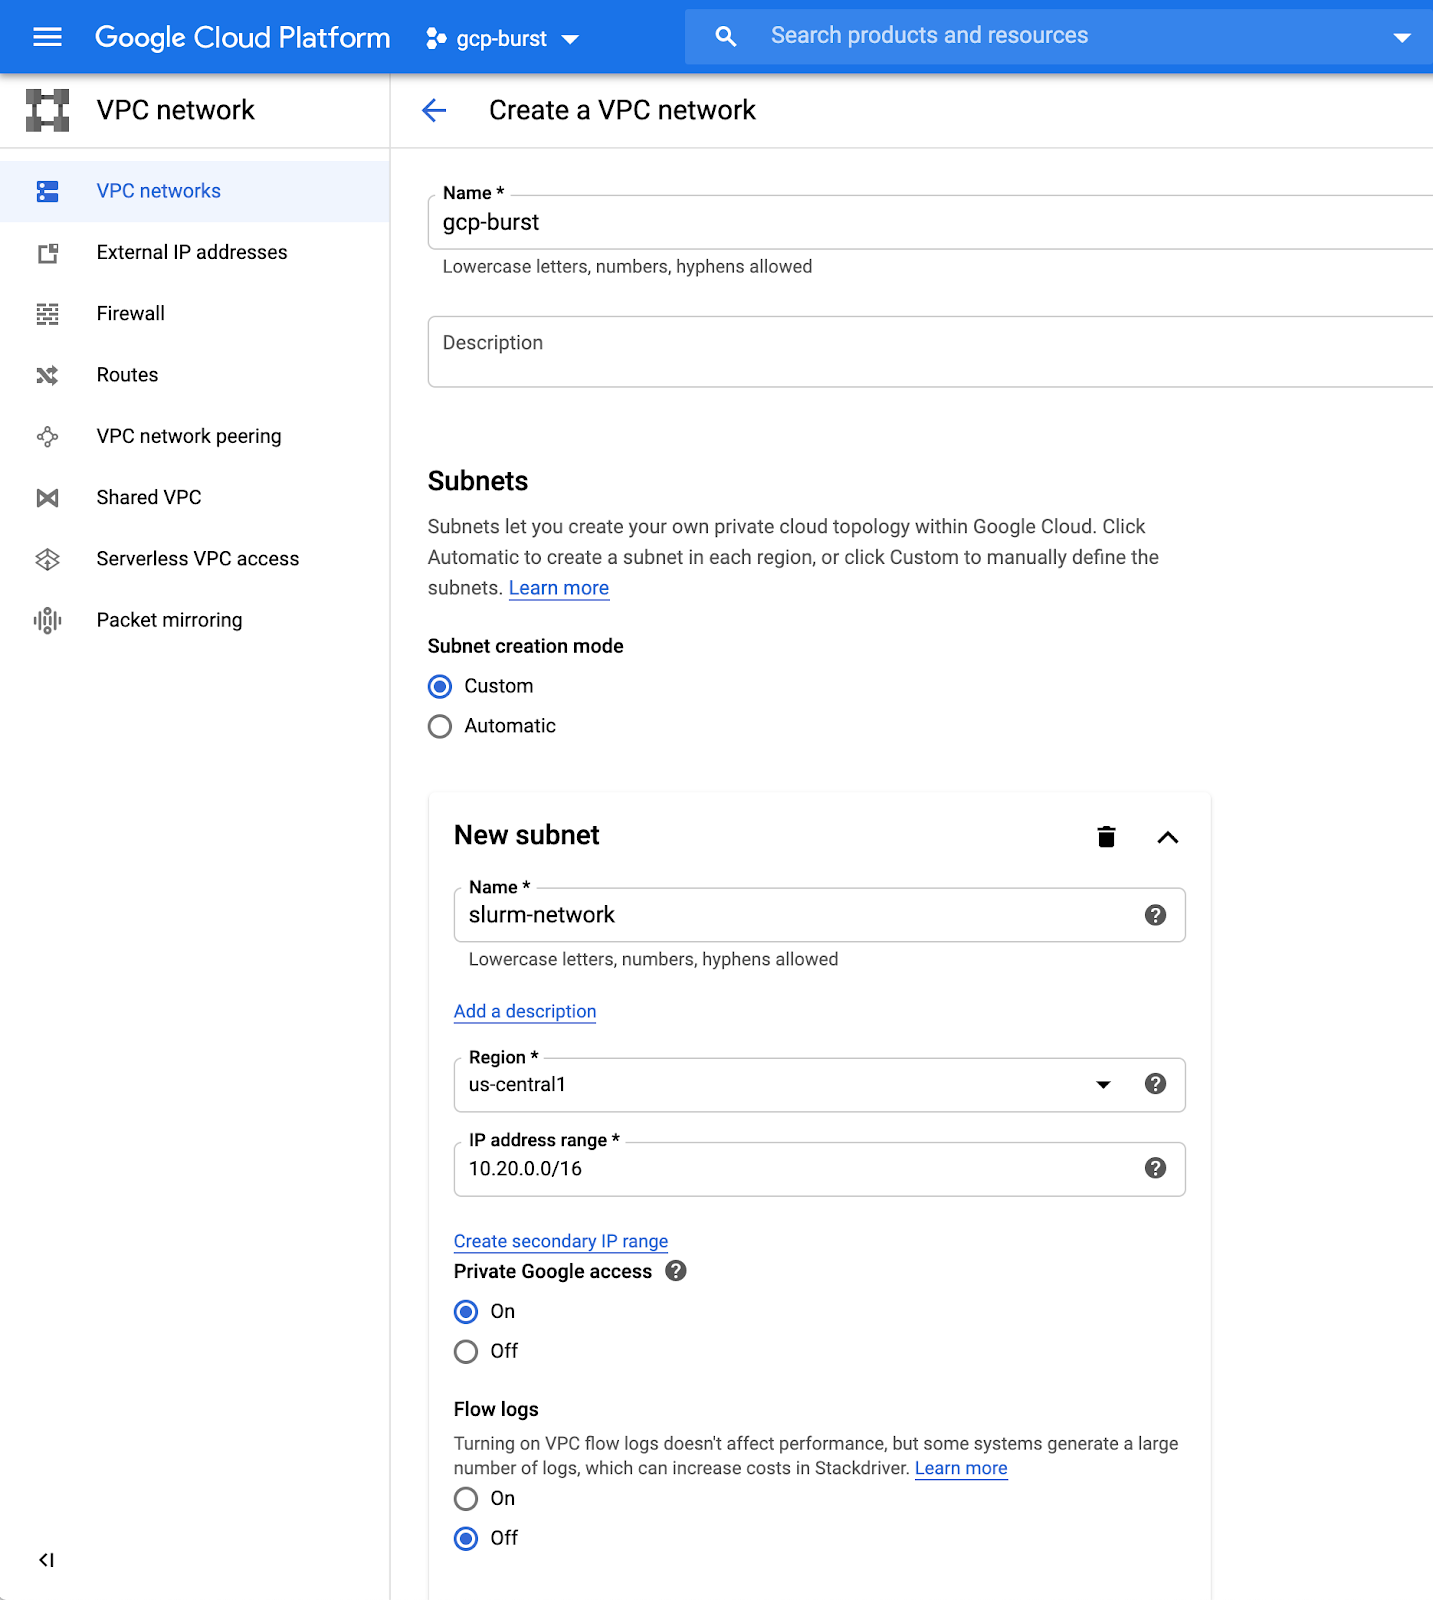 Google Cloud Platform
gcp-burst
Search products and resources
VPC network
Create a VPC network
VPC networks
External IP addresses
Firewall
Routes
VPC network peering
Shared VPC
Serverless VPC access
Packet mirroring
Name *
gcp-burst
Lowercase letters, numbers, hyphens allowed
Description
Subnets
Subnets let you create your own private cloud topology within Google Cloud. Click
Automatic to create a subnet in each region, or click Custom to manually define the
subnets. Learn more
Subnet creation mode
Custom
Automatic
New subnet
Name *
slurm-network
Lowercase letters, numbers, hyphens allowed
Add a description
Region *
us-central1
IP address range *
10.20.0.0/16
Create secondary IP range
Private Google access
On
Off
Flow logs
Turning on VPC flow logs doesn't affect performance, but some systems generate a large
number of logs, which can increase costs in Stackdriver. Learn more
On
Off